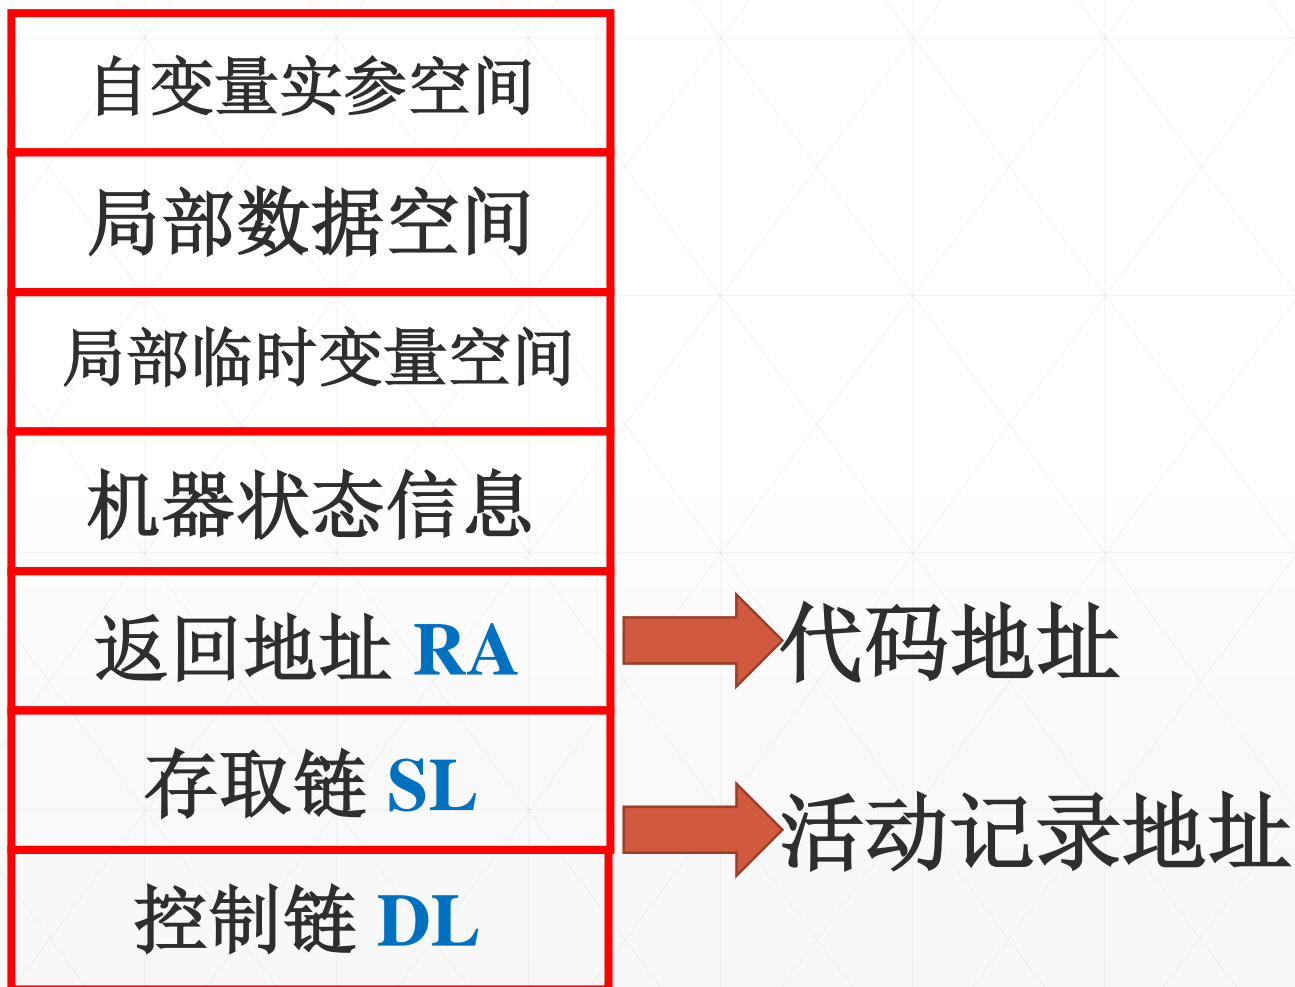 自变量实参空间
局部数据空间
局部临时变量空间
机器状态信息
返回地址 RA
代码地址
存取链 SL
活动记录地址
控制链 DL